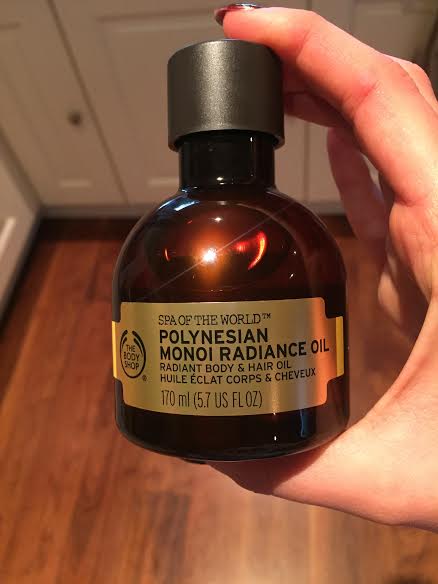 SPA OF THE WORLD™
POLYNESIAN
MONOI RADIANCE OIL
RADIANT BODY & HAIR OIL
HUILE ÉCLAT CORPS & CHEVEUX
170 ml (5.7 US FL OZ)
THE
BODY
SHOP®